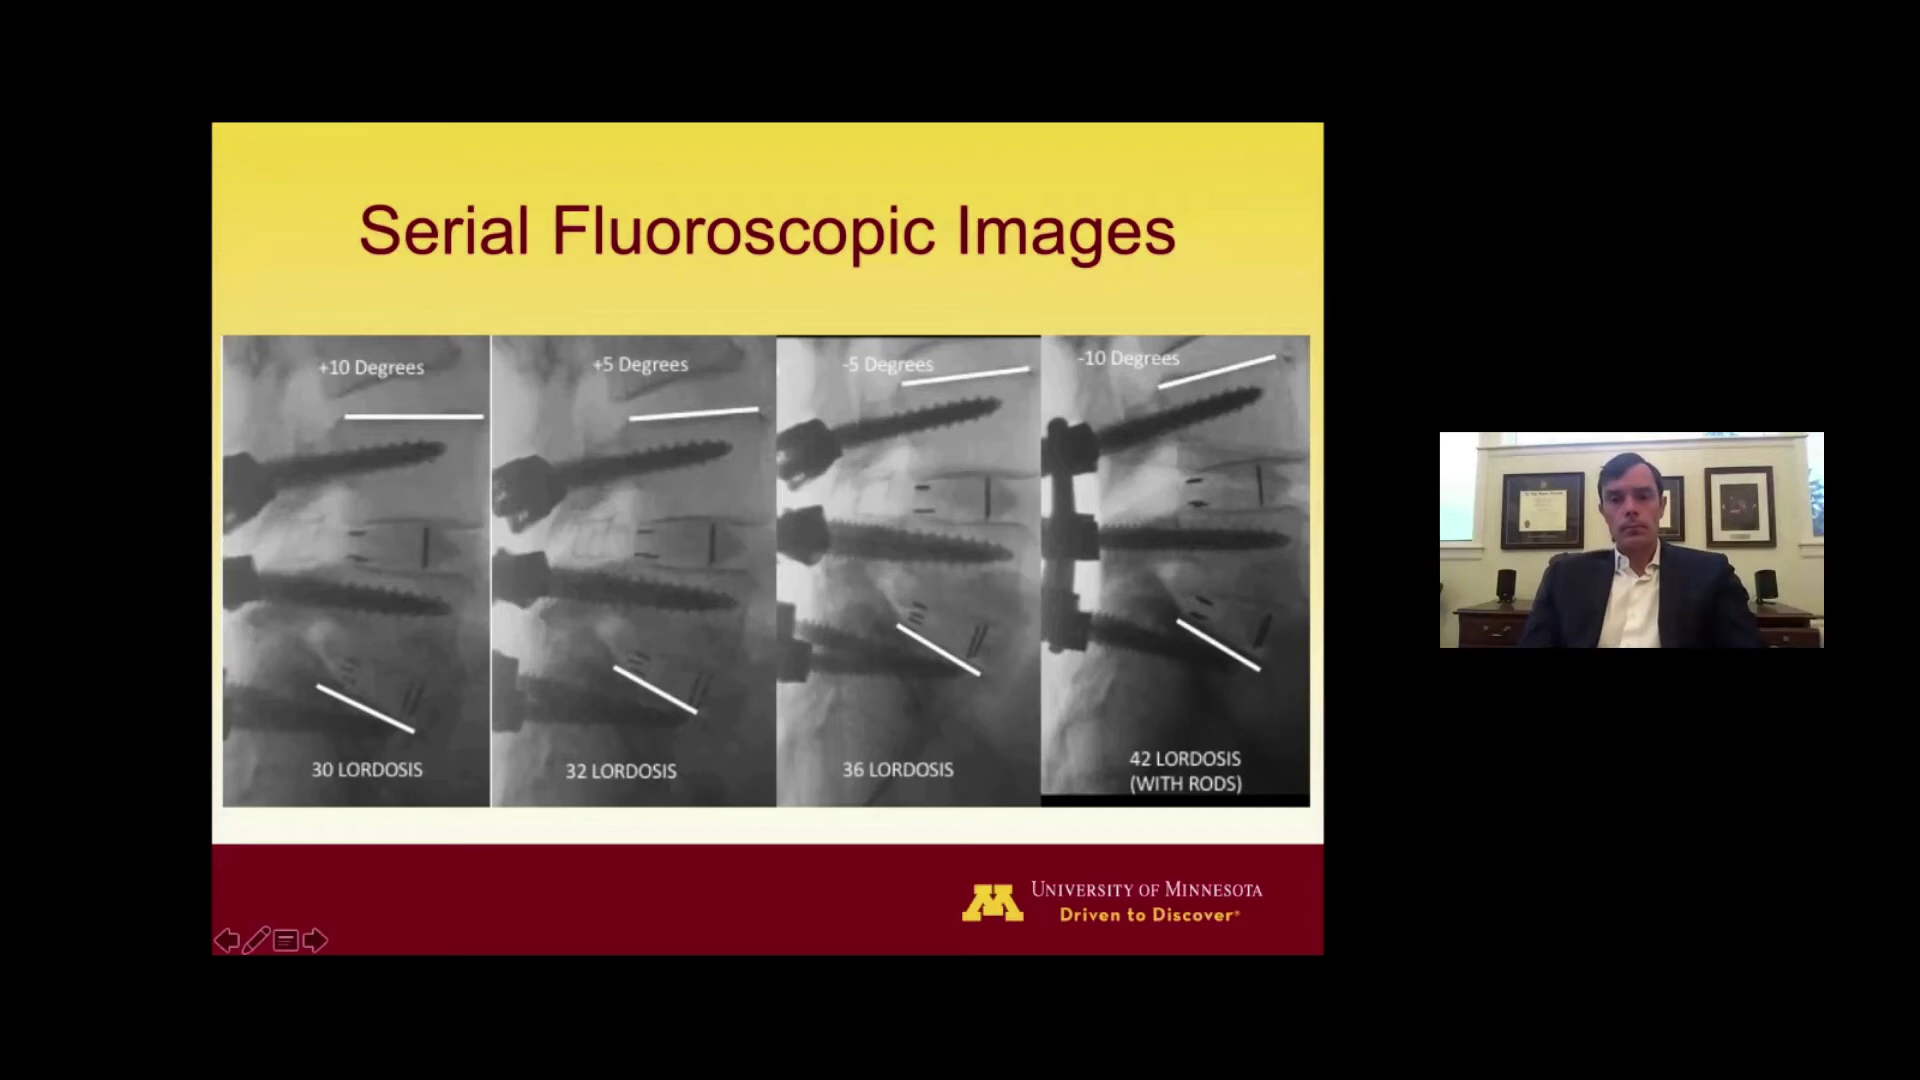 Serial Fluoroscopic Images
+10 Degrees
+5 Degrees
-5 Degrees
-10 Degrees
30 LORDOSIS
32 LORDOSIS
36 LORDOSIS
42 LORDOSIS
(WITH RODS)
M
UNIVERSITY OF MINNESOTA
Driven to Discover®